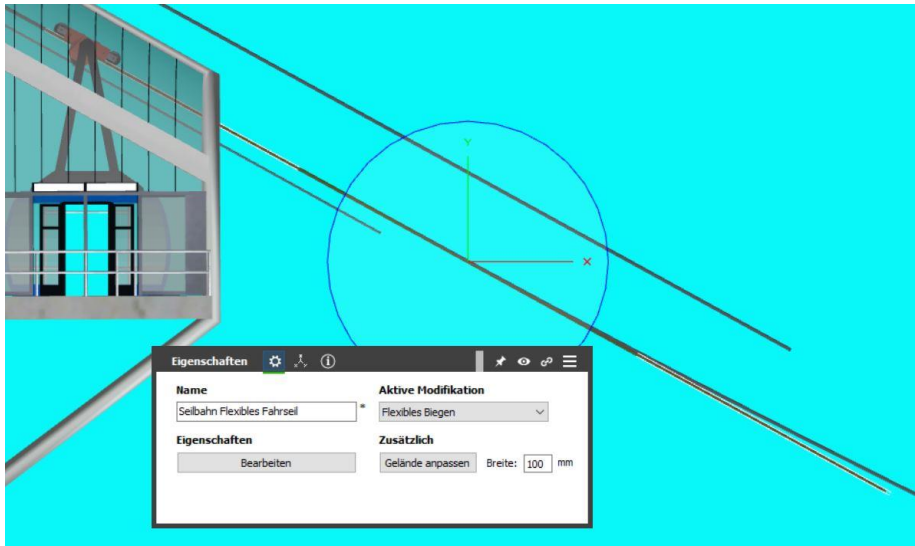 Y
X
Eigenschaften
Name
Aktive Modifikation
Seilbahn Flexibles Fahrseil *
Flexibles Biegen
Eigenschaften
Zusätzlich
Bearbeiten
Gelände anpassen Breite: 100 mm